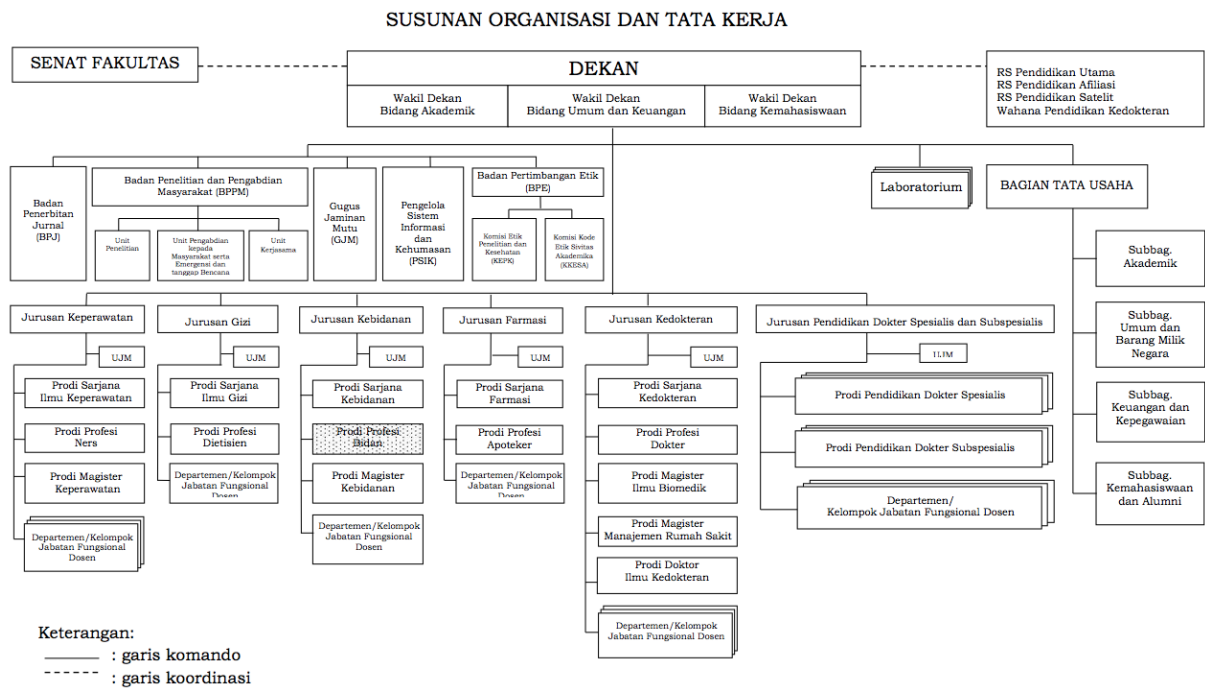 SUSUNAN ORGANISASI DAN TATA KERJA
SENAT FAKULTAS
DEKAN
Wakil Dekan
Bidang Akademik
Wakil Dekan
Bidang Umum dan Keuangan
Wakil Dekan
Bidang Kemahasiswaan
RS Pendidikan Utama
RS Pendidikan Afiliasi
RS Pendidikan Satelit
Wahana Pendidikan Kedokteran
Badan
Penerbitan
Jurnal
(BPJ)
Badan Penelitian dan Pengabdian
Masyarakat (BPPM)
Unit
Penelitian
Unit Pengabdian
kepada
Masyarakat serta
Emergensi dan
tanggap Bencana
Unit
Kerjasama
Gugus
Jaminan
Mutu
(GJM)
Pengelola
Sistem
Informasi
dan
Kehumasan
(PSIK)
Badan Pertimbangan Etik
(BPE)
Komisi Etik
Penelitian dan
Kesehatan
(KEPK)
Komisi Kode
Etik Sivitas
Akademika
(KKESA)
Laboratorium
BAGIAN TATA USAHA
Subbag.
Akademik
Subbag.
Umum dan
Barang Milik
Negara
Subbag.
Keuangan dan
Kepegawaian
Subbag.
Kemahasiswaan
dan Alumni
Jurusan Keperawatan
UJM
Prodi Sarjana
Ilmu Keperawatan
Prodi Profesi
Ners
Prodi Magister
Keperawatan
Departemen/Kelompok
Jabatan Fungsional
Dosen
Jurusan Gizi
UJM
Prodi Sarjana
Ilmu Gizi
Prodi Profesi
Dietisien
Departemen/Kelompok
Jabatan Fungsional
Dosen
Jurusan Kebidanan
UJM
Prodi Sarjana
Kebidanan
Prodi Profesi
Bidan
Prodi Magister
Kebidanan
Departemen/Kelompok
Jabatan Fungsional
Dosen
Jurusan Farmasi
UJM
Prodi Sarjana
Farmasi
Prodi Profesi
Apoteker
Departemen/Kelompok
Jabatan Fungsional
Dosen
Jurusan Kedokteran
UJM
Prodi Sarjana
Kedokteran
Prodi Profesi
Dokter
Prodi Magister
Ilmu Biomedik
Prodi Magister
Manajemen Rumah Sakit
Prodi Doktor
Ilmu Kedokteran
Departemen/Kelompok
Jabatan Fungsional Dosen
Jurusan Pendidikan Dokter Spesialis dan Subspesialis
UJM
Prodi Pendidikan Dokter Spesialis
Prodi Pendidikan Dokter Subspesialis
Departemen/
Kelompok Jabatan Fungsional Dosen
Keterangan:
: garis komando
: garis koordinasi